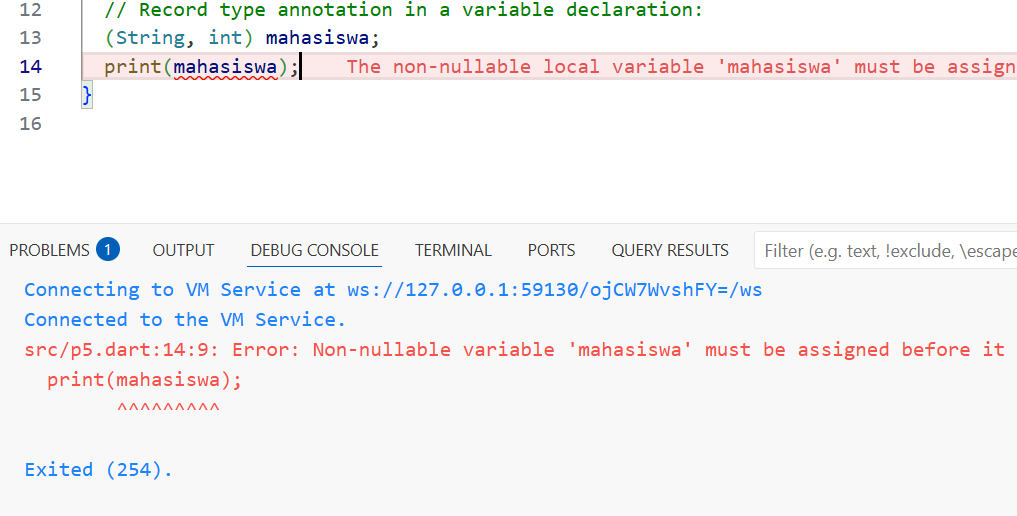 12 // Record type annotation in a variable declaration:
13 (String, int) mahasiswa;
14 print(mahasiswa); The non-nullable local variable 'mahasiswa' must be assign
15 }
16
PROBLEMS 1 OUTPUT DEBUG CONSOLE TERMINAL PORTS QUERY RESULTS Filter (e.g. text, !exclude, \escape
Connecting to VM Service at ws://127.0.0.1:59130/ojCW7WvshFY=/ws
Connected to the VM Service.
src/p5.dart:14:9: Error: Non-nullable variable 'mahasiswa' must be assigned before it
print(mahasiswa);
^^^^^^^^^
Exited (254).